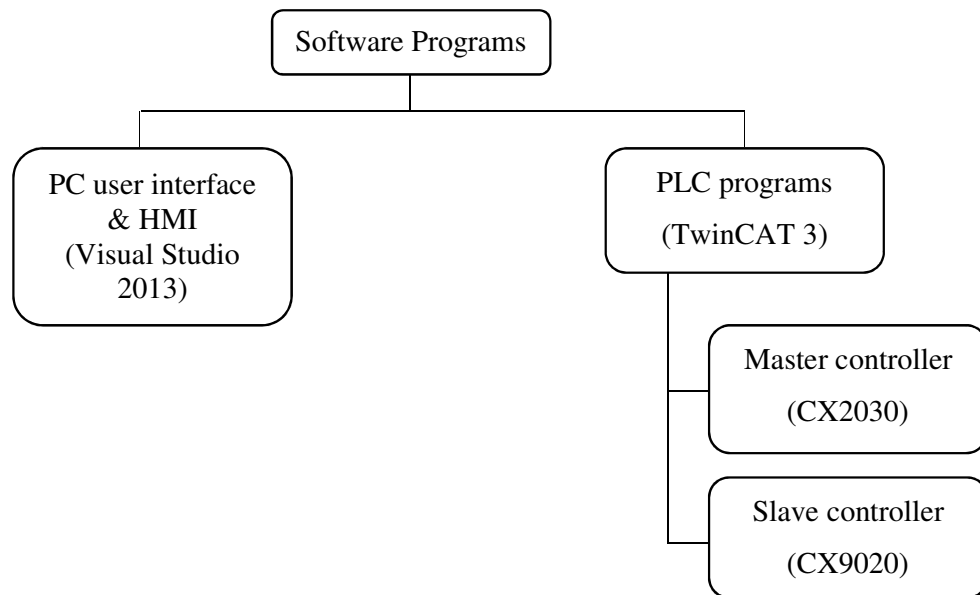 Software Programs
PC user interface
& HMI
(Visual Studio
2013)
PLC programs
(TwinCAT 3)
Master controller
(CX2030)
Slave controller
(CX9020)